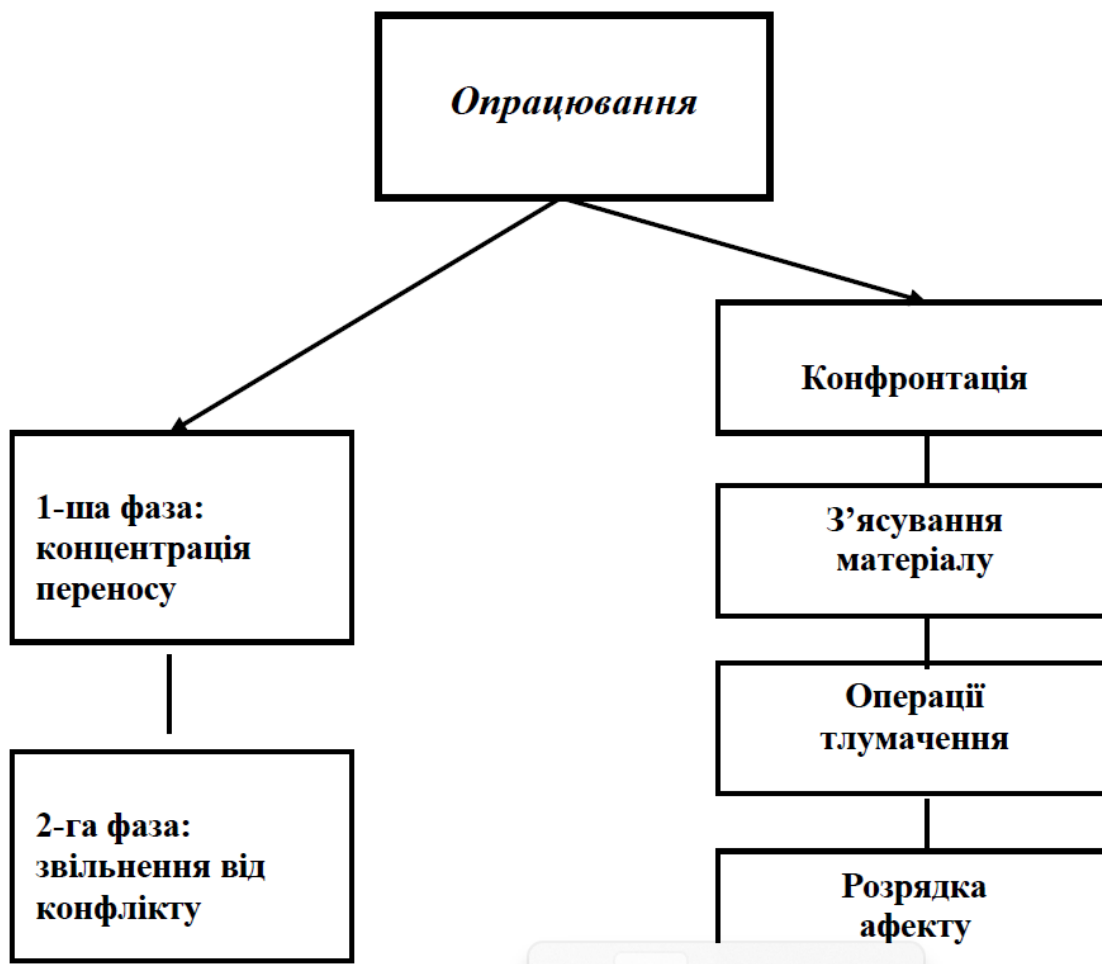 Опрацювання
Конфронтація
1-ша фаза:
концентрація
переносу
З’ясування
матеріалу
Операції
тлумачення
2-га фаза:
звільнення від
конфлікту
Розрядка
афекту